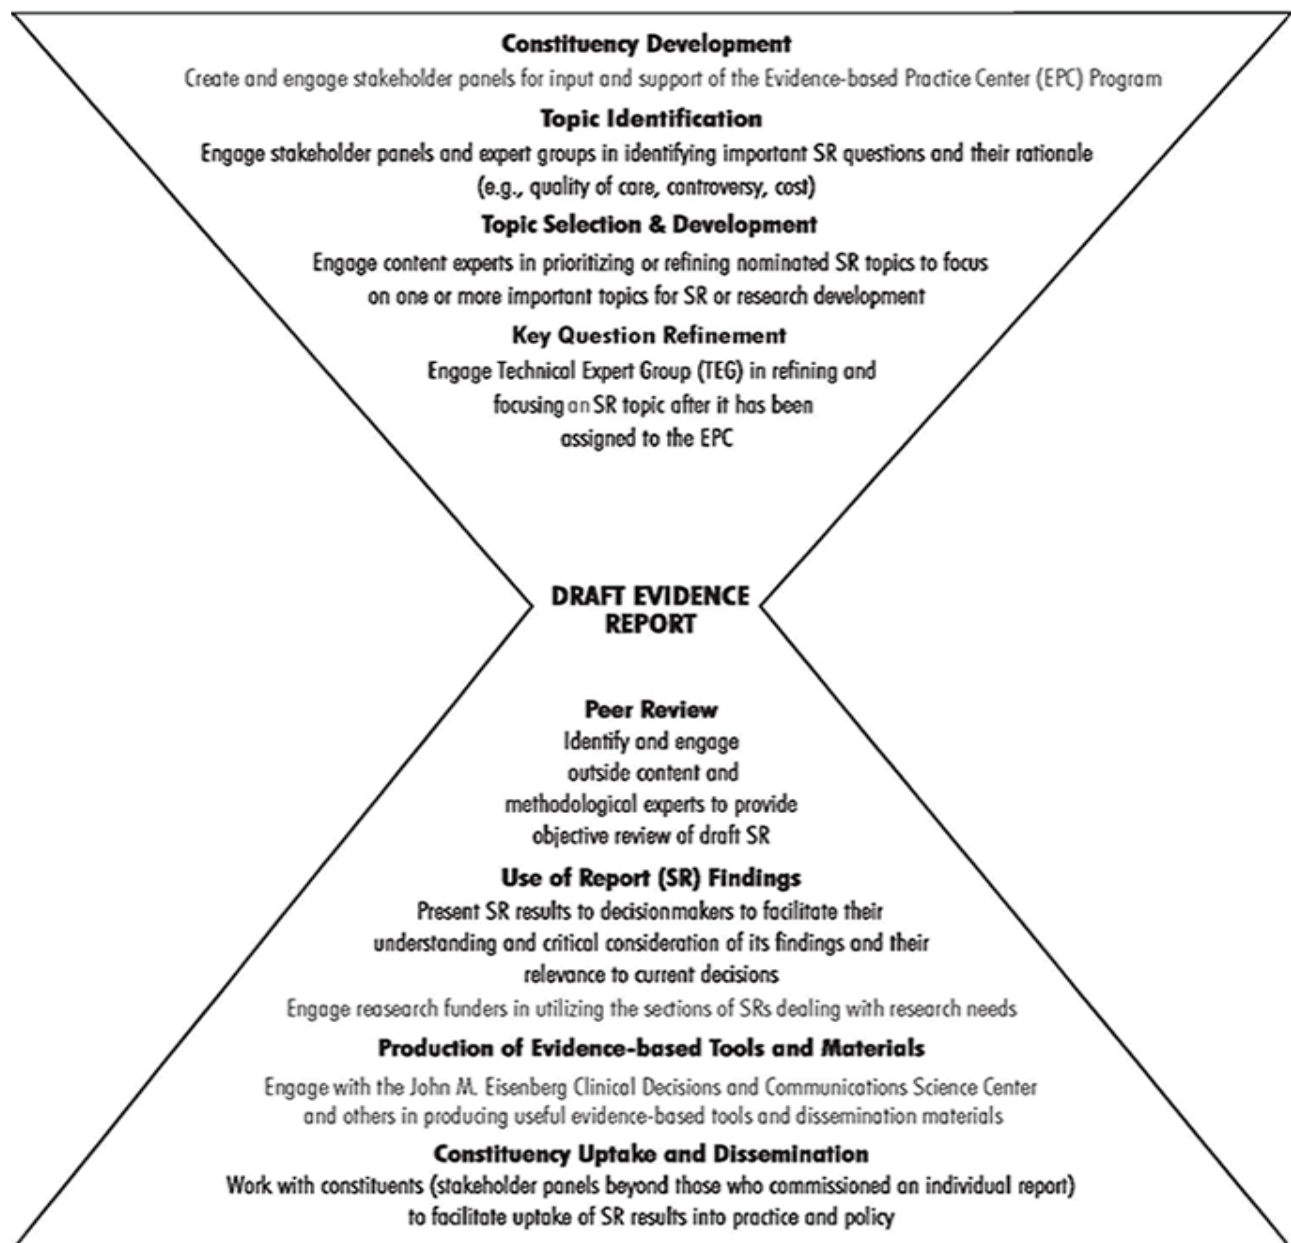 Constituency Development
Create and engage stakeholder panels for input and support of the Evidence-based Practice Center (EPC) Program
Topic Identification
Engage stakeholder panels and expert groups in identifying important SR questions and their rationale
(e.g., quality of care, controversy, cost)
Topic Selection & Development
Engage content experts in prioritizing or refining nominated SR topics to focus
on one or more important topics for SR or research development
Key Question Refinement
Engage Technical Expert Group (TEG) in refining and
focusing an SR topic after it has been
assigned to the EPC
DRAFT EVIDENCE
REPORT
Peer Review
Identify and engage
outside content and
methodological experts to provide
objective review of draft SR
Use of Report (SR) Findings
Present SR results to decisionmakers to facilitate their
understanding and critical consideration of its findings and their
relevance to current decisions
Engage reasearch funders in utilizing the sections of SRs dealing with research needs
Production of Evidence-based Tools and Materials
Engage with the John M. Eisenberg Clinical Decisions and Communications Science Center
and others in producing useful evidence-based tools and dissemination materials
Constituency Uptake and Dissemination
Work with constituents (stakeholder panels beyond those who commissioned an individual report)
to facilitate uptake of SR results into practice and policy